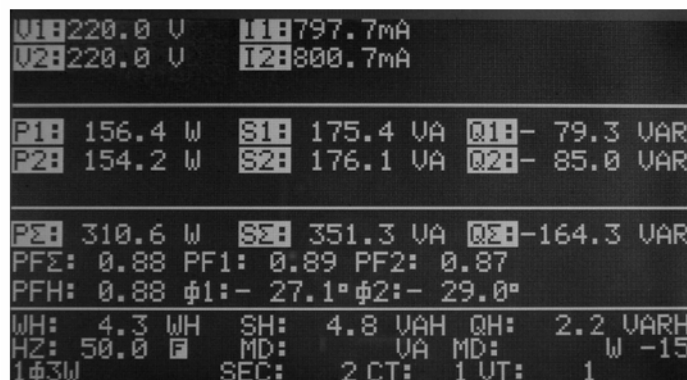 V1:220.0 V I1:797.7mA
V2:220.0 V I2:800.7mA
P1: 156.4 W S1: 175.4 VA Q1:- 79.3 VAR
P2: 154.2 W S2: 176.1 VA Q2:- 85.0 VAR
PΣ: 310.6 W SΣ: 351.3 VA QΣ:-164.3 VAR
PFΣ: 0.88 PF1: 0.89 PF2: 0.87
PFH: 0.88 ϕ1:- 27.1° ϕ2:- 29.0°
WH: 4.3 WH SH: 4.8 VAH QH: 2.2 VARH
HZ: 50.0 F MD: VA MD: W -15
1ϕ3W SEC: 2 CT: 1 VT: 1